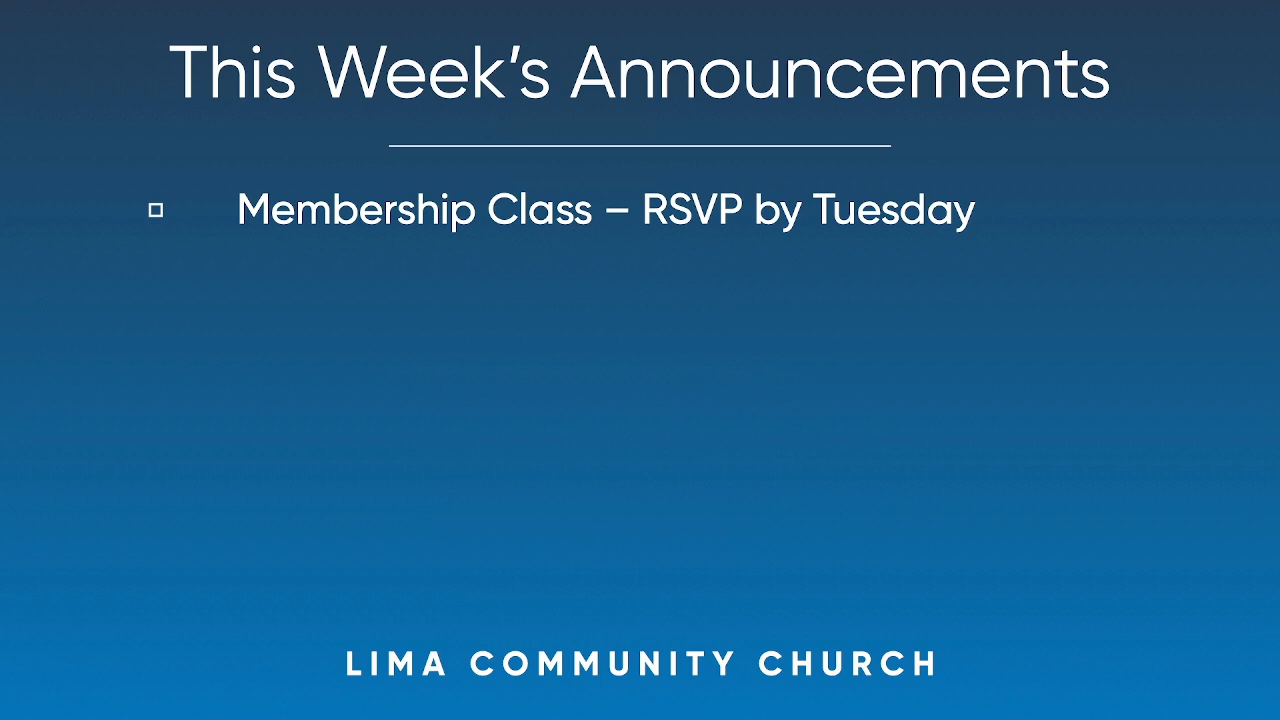 This Week’s Announcements
▫ Membership Class – RSVP by Tuesday
LIMA COMMUNITY CHURCH